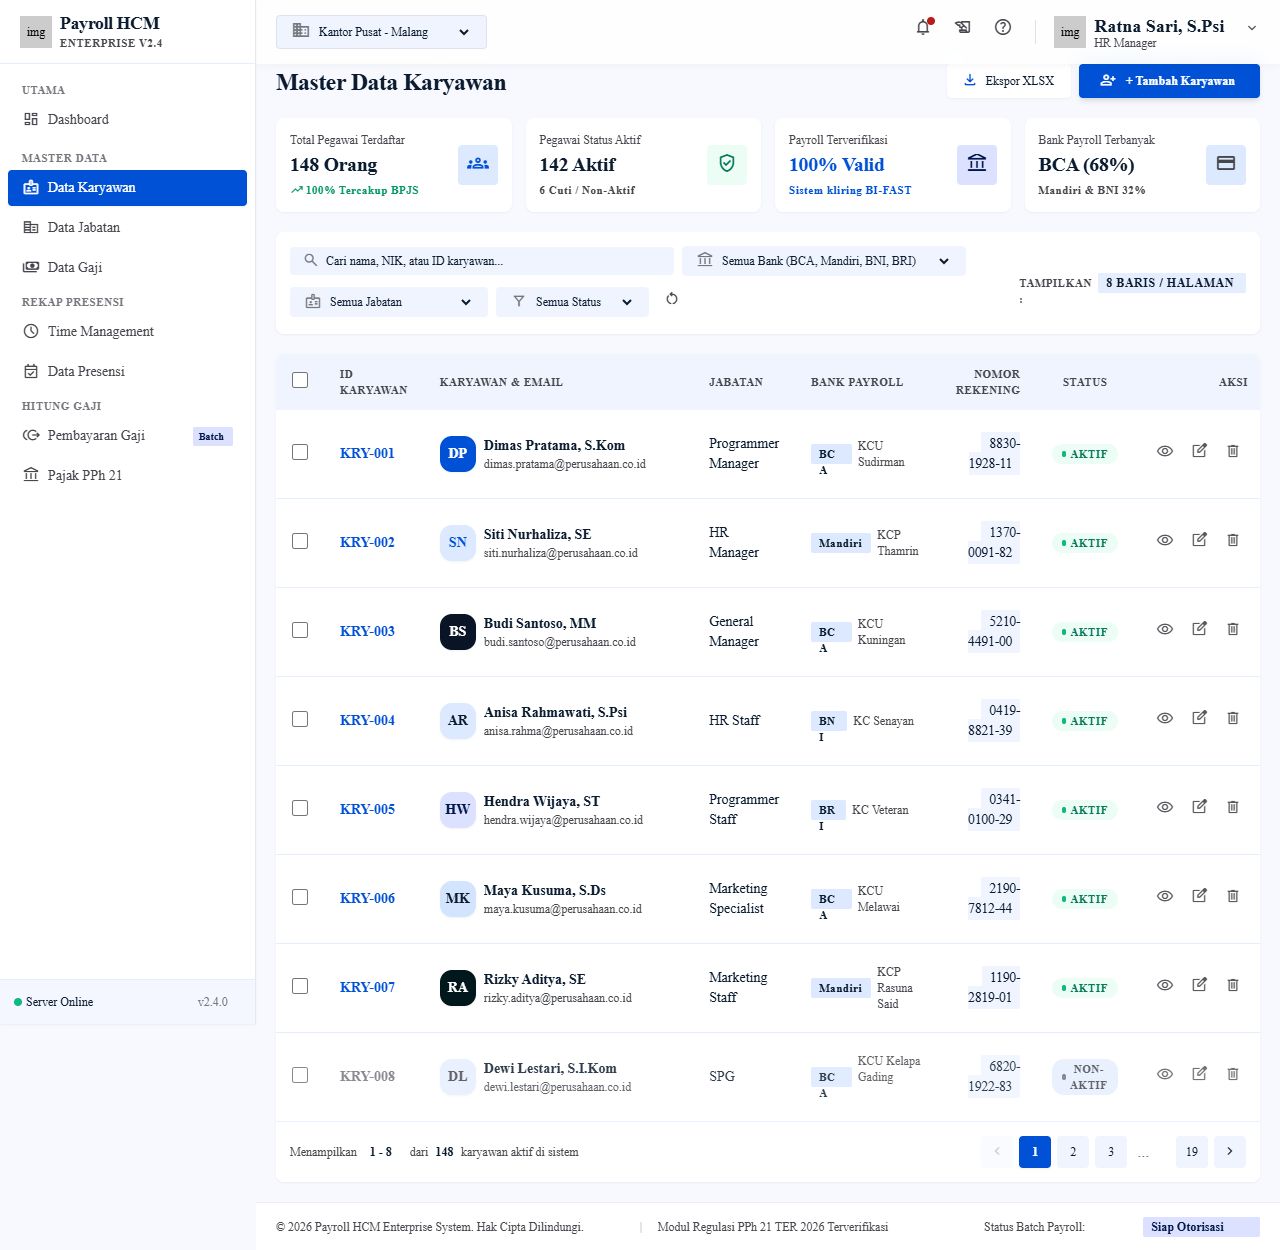 img
Payroll HCM
ENTERPRISE V2.4
Kantor Pusat - Malang
img
Ratna Sari, S.Psi
HR Manager
UTAMA
Dashboard
MASTER DATA
Data Karyawan
Data Jabatan
Data Gaji
REKAP PRESENSI
Time Management
Data Presensi
HITUNG GAJI
Pembayaran Gaji
Batch
Pajak PPh 21
Server Online
v2.4.0
Master Data Karyawan
Ekspor XLSX
+ Tambah Karyawan
Total Pegawai Terdaftar
148 Orang
100% Tercakup BPJS
Pegawai Status Aktif
142 Aktif
6 Cuti / Non-Aktif
Payroll Terverifikasi
100% Valid
Sistem kliring BI-FAST
Bank Payroll Terbanyak
BCA (68%)
Mandiri & BNI 32%
Cari nama, NIK, atau ID karyawan...
Semua Bank (BCA, Mandiri, BNI, BRI)
Semua Jabatan
Semua Status
TAMPILKAN
:
8 BARIS / HALAMAN
ID
KARYAWAN
KARYAWAN & EMAIL
JABATAN
BANK PAYROLL
NOMOR
REKENING
STATUS
AKSI
KRY-001
DP
Dimas Pratama, S.Kom
dimas.pratama@perusahaan.co.id
Programmer
Manager
BC
A
KCU
Sudirman
8830-
1928-11
AKTIF
KRY-002
SN
Siti Nurhaliza, SE
siti.nurhaliza@perusahaan.co.id
HR
Manager
Mandiri
KCP
Thamrin
1370-
0091-82
AKTIF
KRY-003
BS
Budi Santoso, MM
budi.santoso@perusahaan.co.id
General
Manager
BC
A
KCU
Kuningan
5210-
4491-00
AKTIF
KRY-004
AR
Anisa Rahmawati, S.Psi
anisa.rahma@perusahaan.co.id
HR Staff
BN
I
KC Senayan
0419-
8821-39
AKTIF
KRY-005
HW
Hendra Wijaya, ST
hendra.wijaya@perusahaan.co.id
Programmer
Staff
BR
I
KC Veteran
0341-
0100-29
AKTIF
KRY-006
MK
Maya Kusuma, S.Ds
maya.kusuma@perusahaan.co.id
Marketing
Specialist
BC
A
KCU
Melawai
2190-
7812-44
AKTIF
KRY-007
RA
Rizky Aditya, SE
rizky.aditya@perusahaan.co.id
Marketing
Staff
Mandiri
KCP
Rasuna
Said
1190-
2819-01
AKTIF
KRY-008
DL
Dewi Lestari, S.I.Kom
dewi.lestari@perusahaan.co.id
SPG
BC
A
KCU Kelapa
Gading
6820-
1922-83
NON-
AKTIF
Menampilkan 1 - 8 dari 148 karyawan aktif di sistem
1 2 3 ... 19
© 2026 Payroll HCM Enterprise System. Hak Cipta Dilindungi.
|
Modul Regulasi PPh 21 TER 2026 Terverifikasi
Status Batch Payroll:
Siap Otorisasi